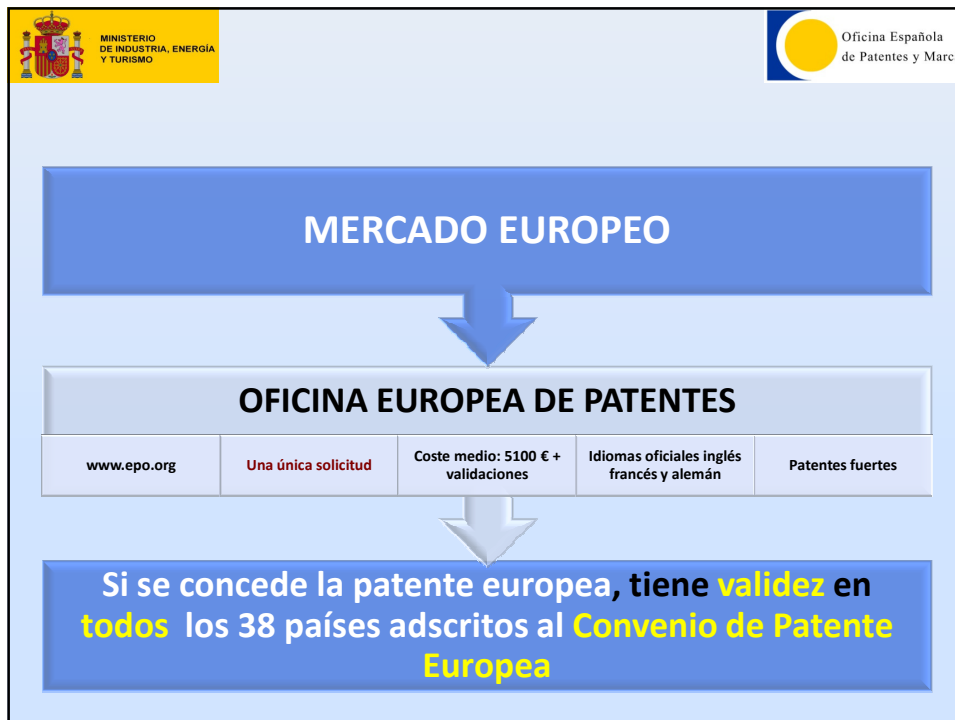 MINISTERIO
DE INDUSTRIA, ENERGÍA
Y TURISMO
Oficina Española
de Patentes y Marc
MERCADO EUROPEO
OFICINA EUROPEA DE PATENTES
www.epo.org
Una única solicitud
Coste medio: 5100 € +
validaciones
Idiomas oficiales inglés
francés y alemán
Patentes fuertes
Si se concede la patente europea, tiene validez en
todos los 38 países adscritos al Convenio de Patente
Europea